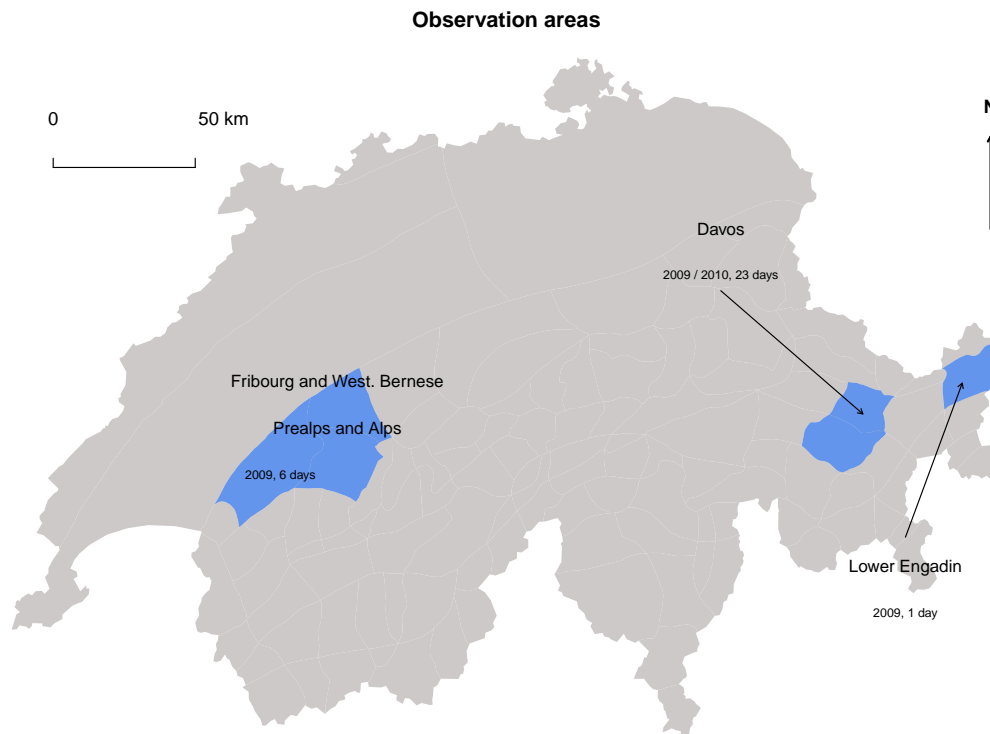 Observation areas
0 50 km
N
Davos
2009 / 2010, 23 days
Fribourg and West. Bernese
Prealps and Alps
2009, 6 days
Lower Engadin
2009, 1 day